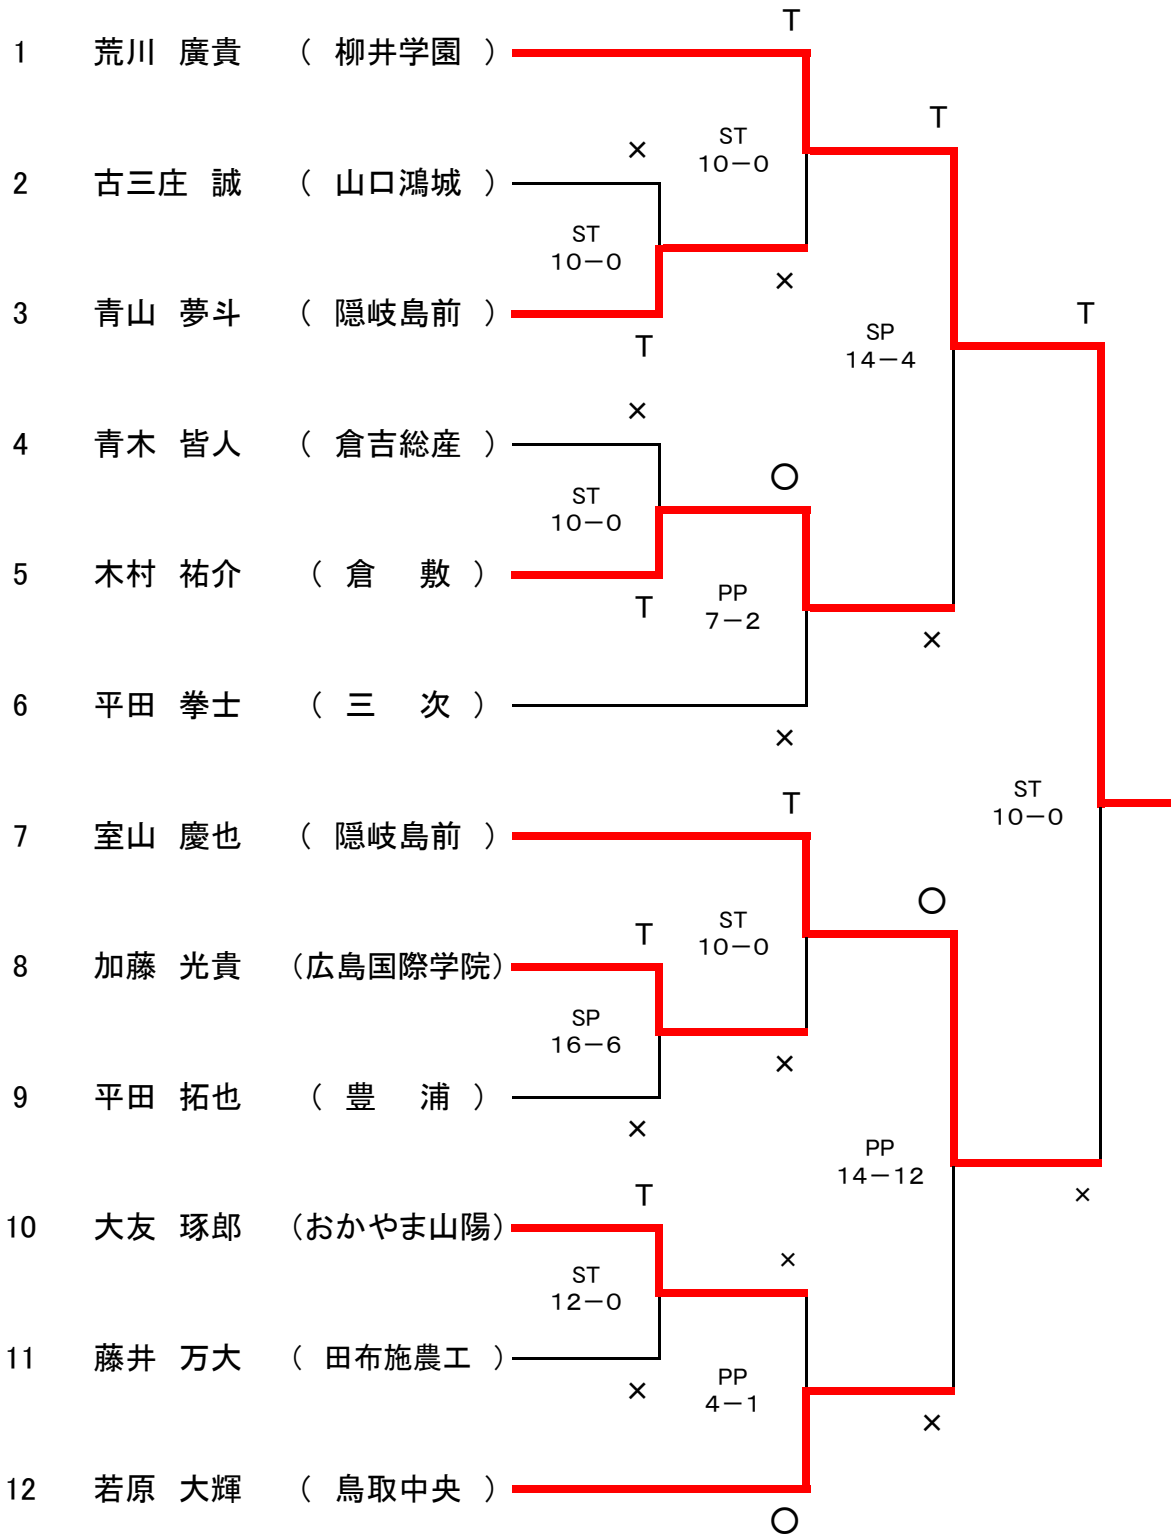 T
1 荒川 廣貴 （ 柳井学園 ）
T
× ST
10－0
2 古三庄 誠 （ 山口鴻城 ）
ST
10－0
×
3 青山 夢斗 （ 隠岐島前 ）
T
T
SP
14－4
×
4 青木 皆人 （ 倉吉総産 ）
○
ST
10－0
5 木村 祐介 （ 倉 敷 ）
T
PP
7－2
×
6 平田 拳士 （ 三 次 ）
×
ST
10－0
T
7 室山 慶也 （ 隠岐島前 ）
○
T
ST
10－0
8 加藤 光貴 （広島国際学院）
SP
16－6
×
9 平田 拓也 （ 豊 浦 ）
×
PP
14－12
T
×
10 大友 琢郎 （おかやま山陽）
×
ST
12－0
11 藤井 万大 （ 田布施農工 ）
×
PP
4－1
×
12 若原 大輝 （ 鳥取中央 ）
○